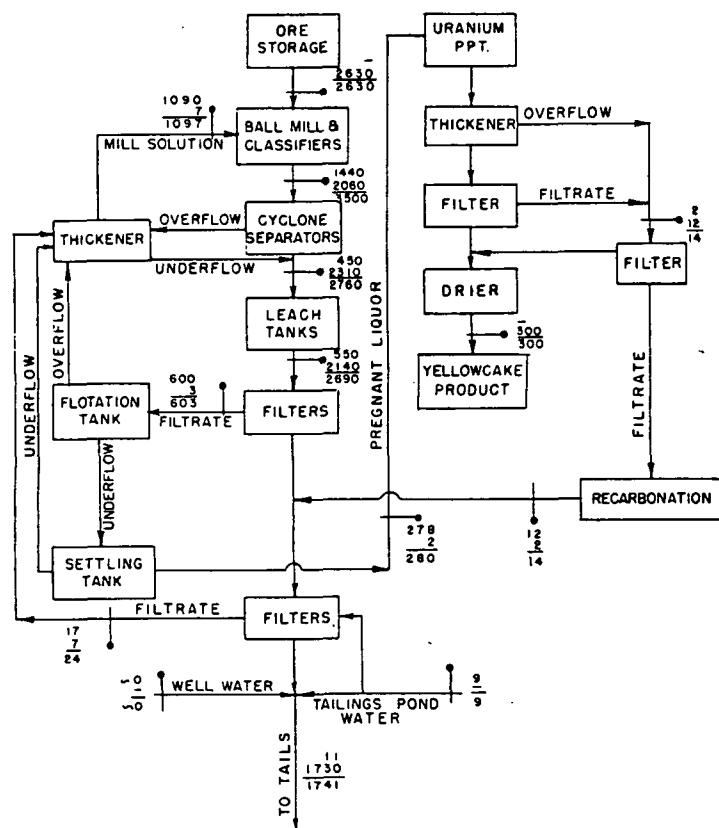 ORE
STORAGE
-
2630
2630
1090
7
1097
MILL SOLUTION
BALL MILL &
CLASSIFIERS
1440
2060
3500
OVERFLOW
CYCLONE
SEPARATORS
THICKENER
UNDERFLOW
450
2310
2760
LEACH
TANKS
550
2140
2690
600
3
603
FILTRATE
FILTERS
FLOTATION
TANK
OVERFLOW
UNDERFLOW
UNDERFLOW
SETTLING
TANK
FILTRATE
17
7
24
FILTERS
WELL WATER
TAILINGS POND
WATER
9
9
TO TAILS
11
1730
1741
PREGNANT LIQUOR
278
2
280
URANIUM
PPT.
THICKENER
OVERFLOW
FILTER
FILTRATE
2
12
14
FILTER
DRIER
-
300
300
YELLOWCAKE
PRODUCT
FILTRATE
RECARBONATION
12
2
14